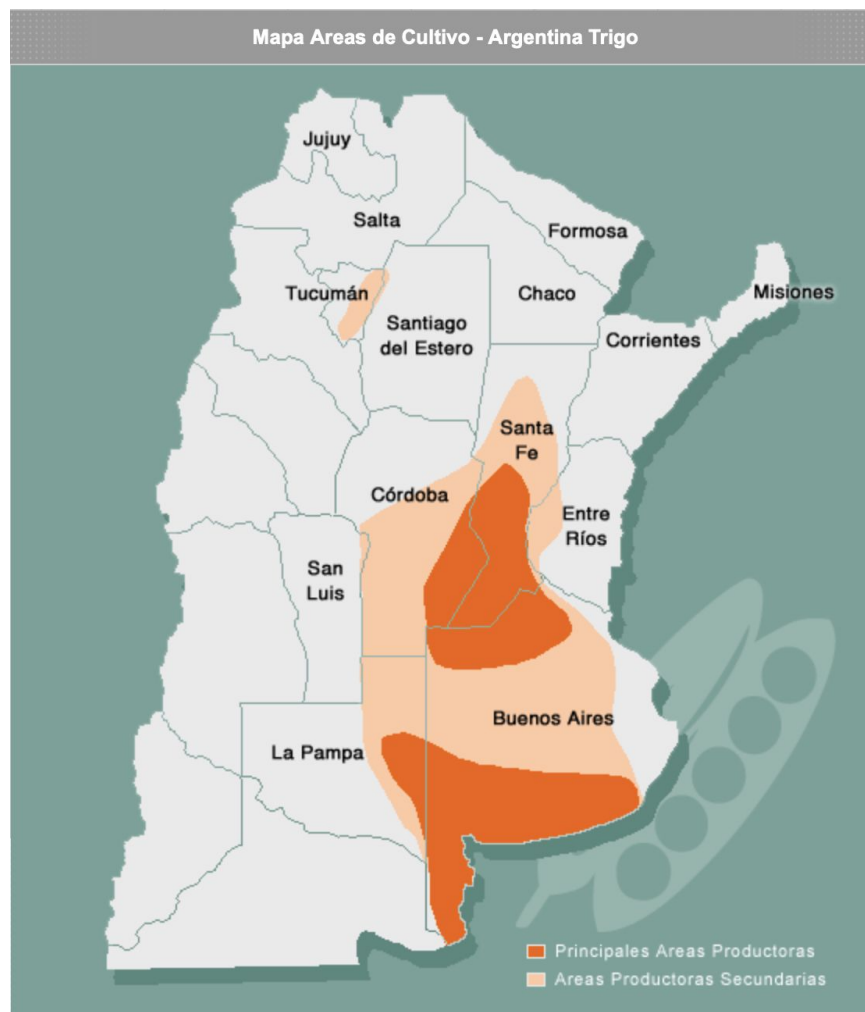 Mapa Areas de Cultivo - Argentina Trigo
Jujuy
Salta
Formosa
Tucumán
Chaco
Misiones
Santiago
del Estero
Corrientes
Santa
Fe
Córdoba
Entre
Ríos
San
Luis
Buenos Aires
La Pampa
Principales Areas Productoras
Areas Productoras Secundarias